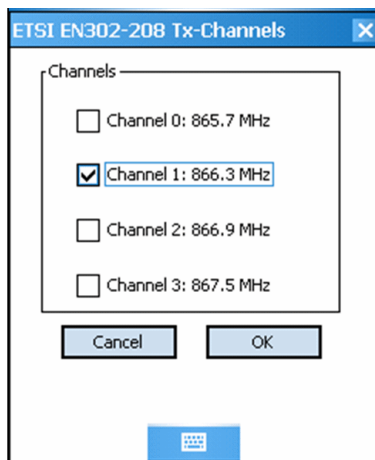 ETSI EN302-208 Tx-Channels
Channels
Channel 0: 865.7 MHz
Channel 1: 866.3 MHz
Channel 2: 866.9 MHz
Channel 3: 867.5 MHz
Cancel OK